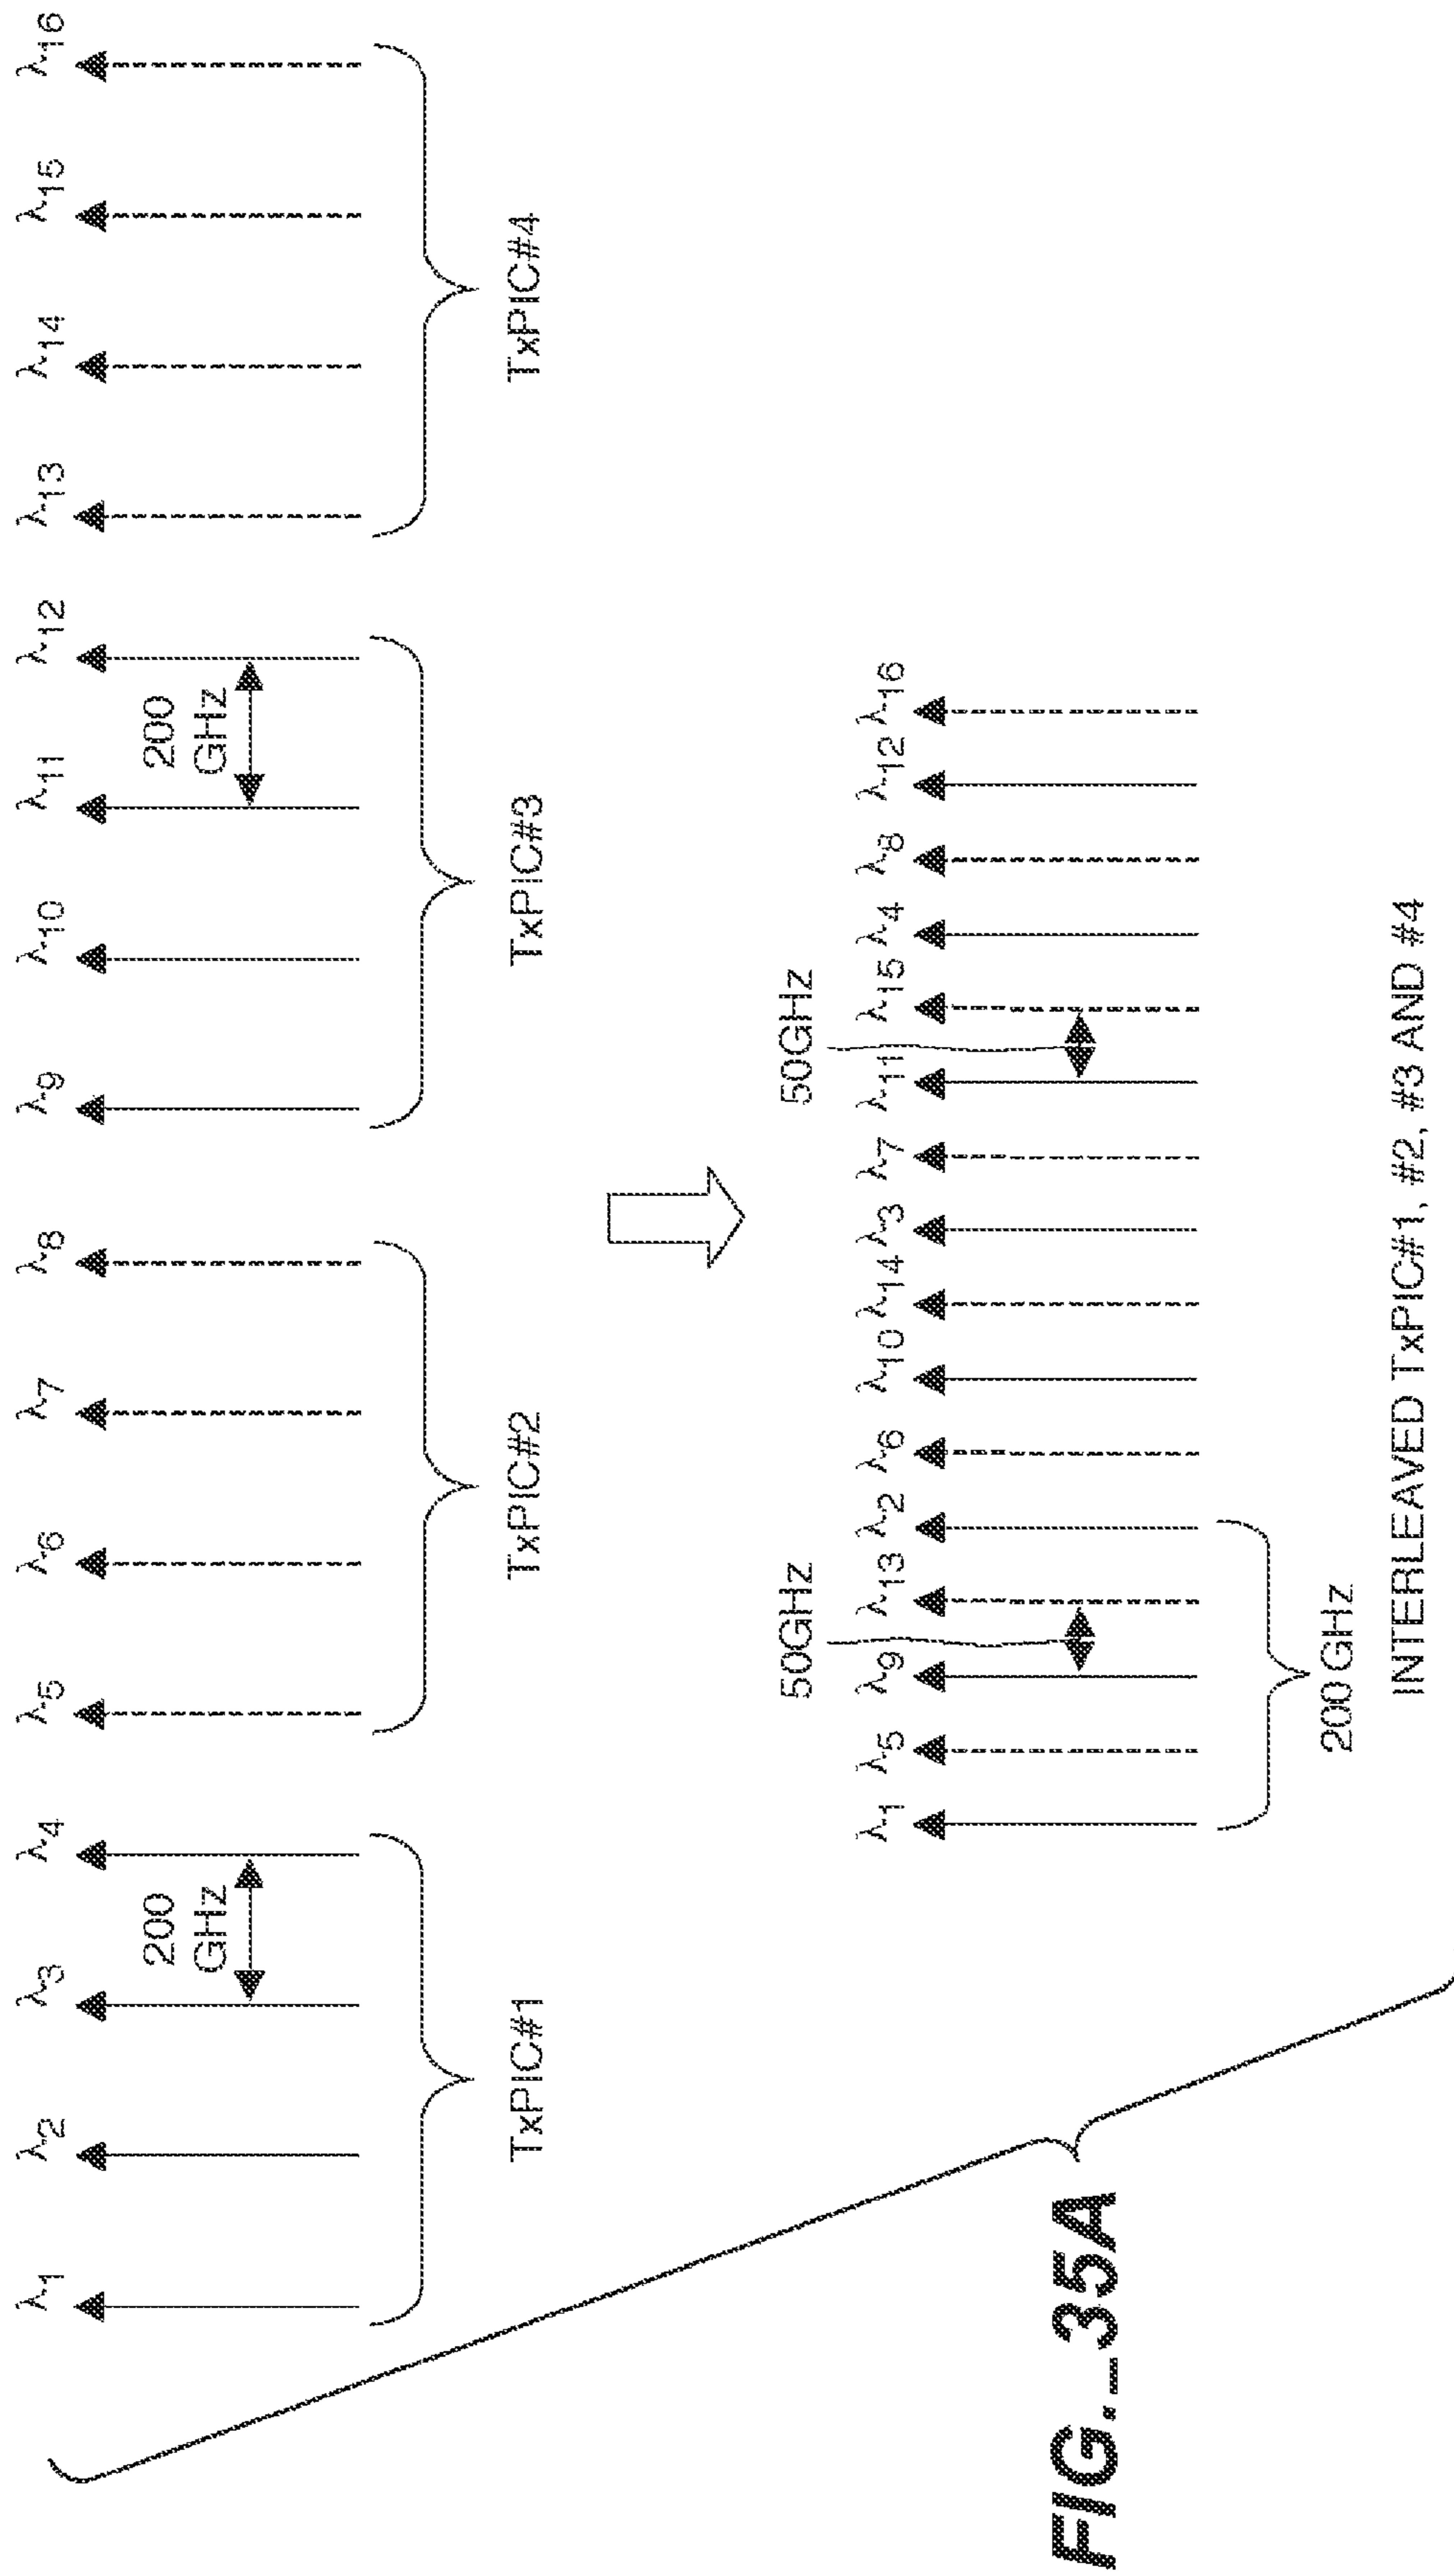 λ1 λ2 λ3 λ4 λ5 λ6 λ7 λ8 λ9 λ10 λ11 λ12 λ13 λ14 λ15 λ16
200
GHz
200
GHz
TxPIC#1 TxPIC#2 TxPIC#3 TxPIC#4
50GHz 50GHz
λ1 λ5 λ9 λ13 λ2 λ6 λ10 λ14 λ3 λ7 λ11 λ15 λ4 λ8 λ12 λ16
200 GHz
INTERLEAVED TxPIC#1, #2, #3 AND #4
FIG._35A